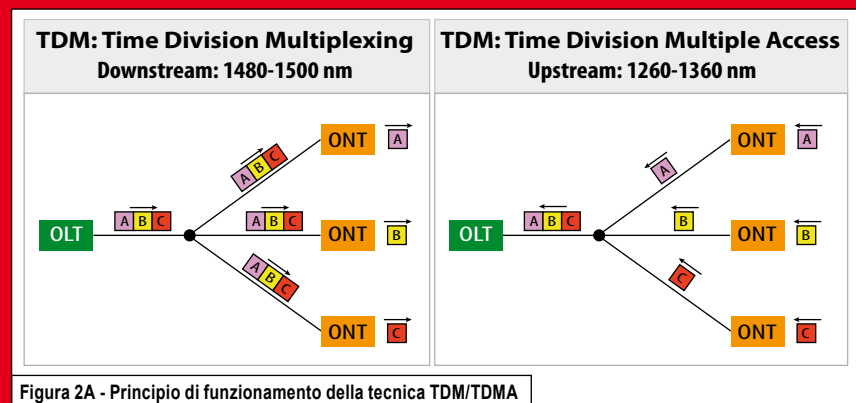 TDM: Time Division Multiplexing
Downstream: 1480-1500 nm
A B C
ONT
A
OLT
A B C
A B C
ONT
B
A B C
ONT
C
TDM: Time Division Multiple Access
Upstream: 1260-1360 nm
A
ONT
A
OLT
A B C
B
ONT
B
C
ONT
C
Figura 2A - Principio di funzionamento della tecnica TDM/TDMA